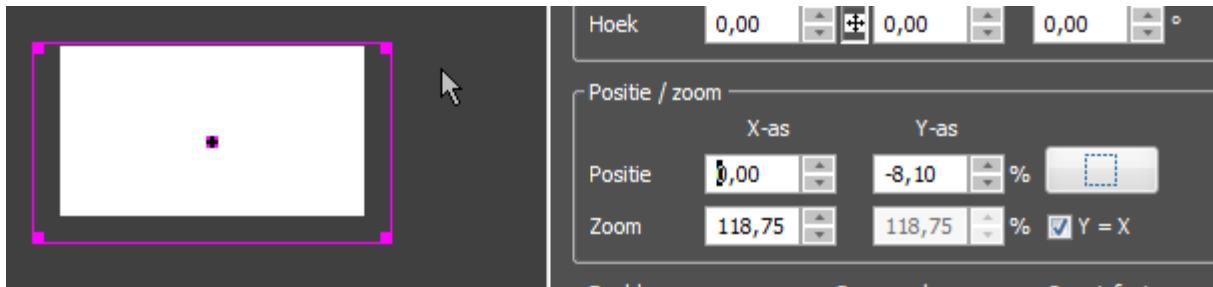 Hoek 0,00 0,00 0,00 °
Positie / zoom
X-as Y-as
Positie 0,00 -8,10 %
Zoom 118,75 118,75 % Y = X